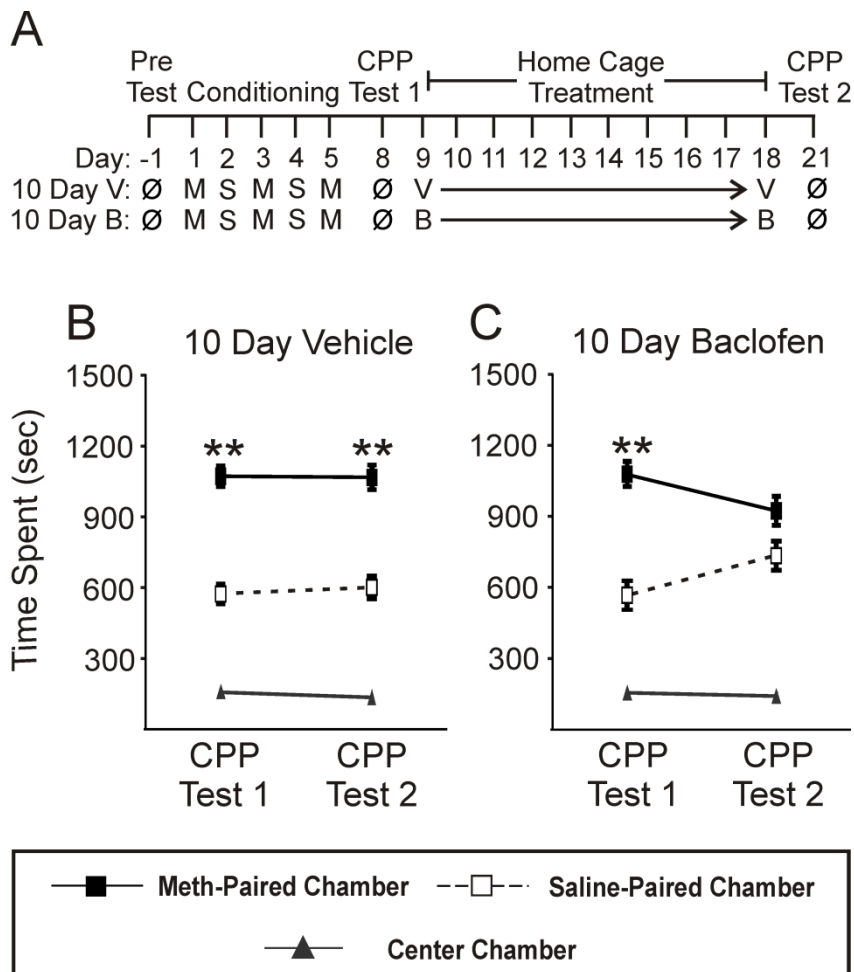 A
Pre Test Conditioning CPP Test 1 Home Cage Treatment CPP Test 2
Day: -1 1 2 3 4 5 8 9 10 11 12 13 14 15 16 17 18 21
10 Day V: Ø M S M S M Ø V V Ø
10 Day B: Ø M S M S M Ø B B Ø
B
10 Day Vehicle
Time Spent (sec)
1500
1200
900
600
300
** **
CPP Test 1
CPP Test 2
C
10 Day Baclofen
1500
1200
900
600
300
**
CPP Test 1
CPP Test 2
Meth-Paired Chamber Saline-Paired Chamber
Center Chamber